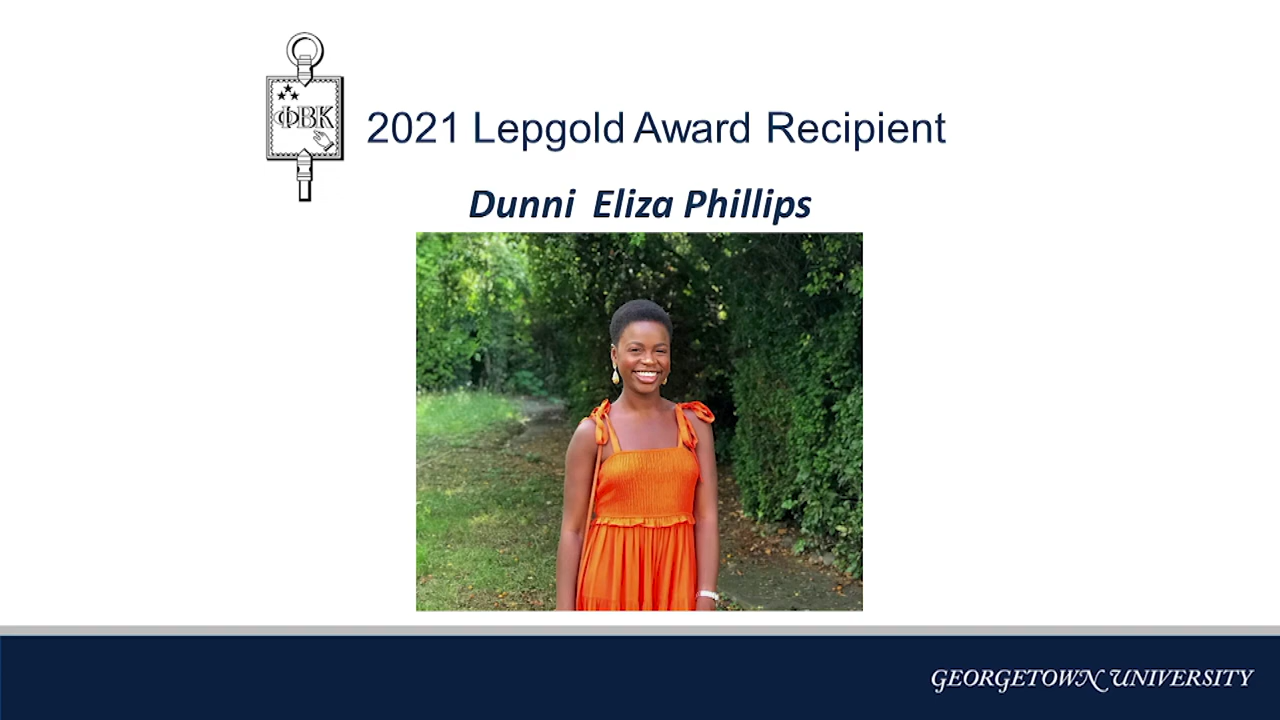 ΦBK
2021 Lepgold Award Recipient
Dunni Eliza Phillips
GEORGETOWN UNIVERSITY